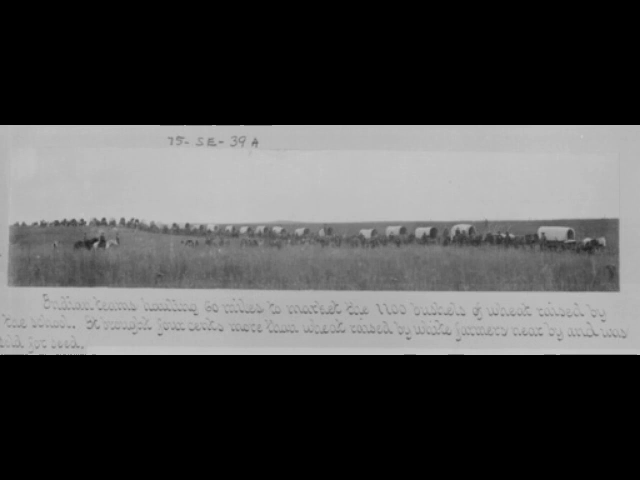 75-SE-39A
Indian teams hauling 60 miles to market the 1100 bushels of wheat raised by
the school. It brought four cents more than wheat raised by white farmers near by and was
sold for seed.